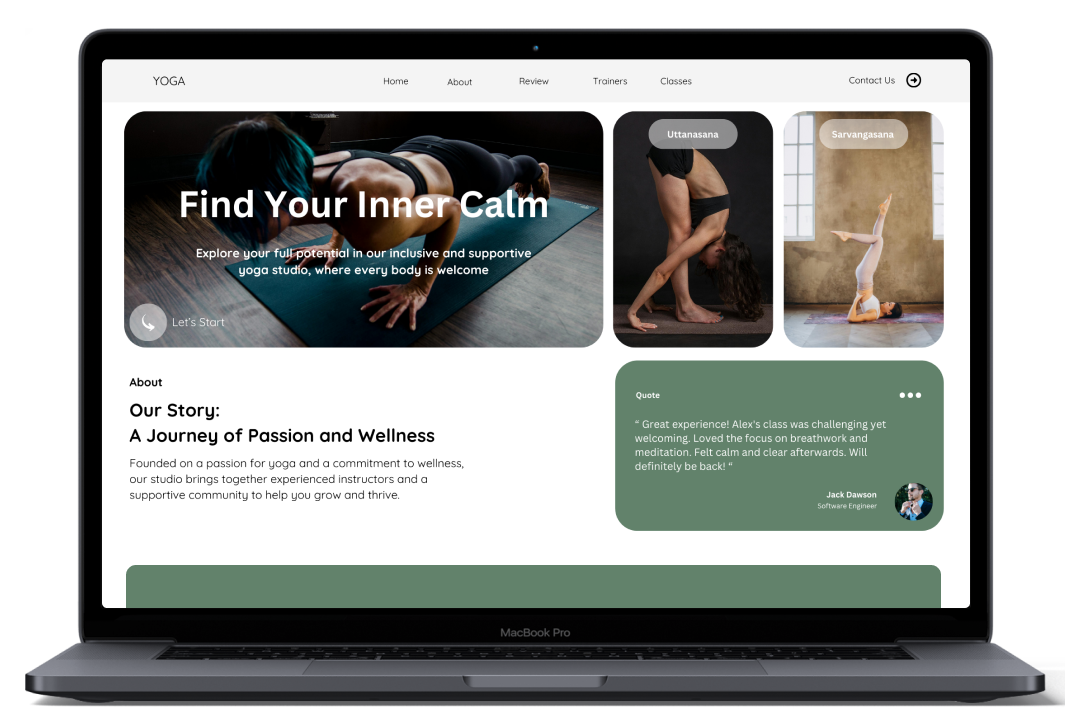 YOGA
Home
About
Review
Trainers
Classes
Contact Us
Uttanasana
Sarvangasana
Find Your Inner Calm
Explore your full potential in our inclusive and supportive
yoga studio, where every body is welcome
Let's Start
About
Our Story:
A Journey of Passion and Wellness
Founded on a passion for yoga and a commitment to wellness,
our studio brings together experienced instructors and a
supportive community to help you grow and thrive.
Quote
“ Great experience! Alex's class was challenging yet
welcoming. Loved the focus on breathwork and
meditation. Felt calm and clear afterwards. Will
definitely be back! “
Jack Dawson
Software Engineer
MacBook Pro